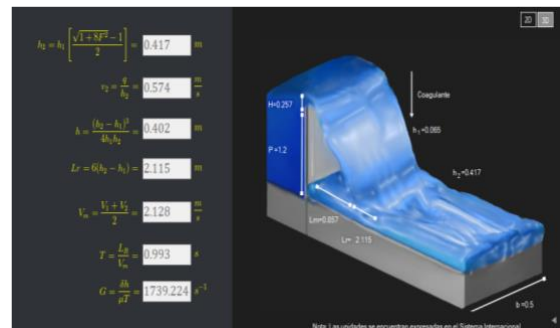 h₂ = h₁ [ (√(1+8F²) − 1) / 2 ] = 0.417 m
v₂ = q / h₂ = 0.574 m/s
h = (h₂ − h₁)³ / 4h₁h₂ = 0.402 m
Lr = 6(h₂ − h₁) = 2.115 m
Vₘ = (V₁ + V₂) / 2 = 2.128 m/s
T = L_R / Vₘ = 0.993 s
G = δh / μT = 1739.224 s⁻¹
2D 3D
H=0.257
Coagulante
h₁=0.065
P =1.2
h₂=0.417
Lm=0.857
Lr= 2.115
b =0.5
Nota: Las unidades se encuentran expresadas en el Sistema Internacional